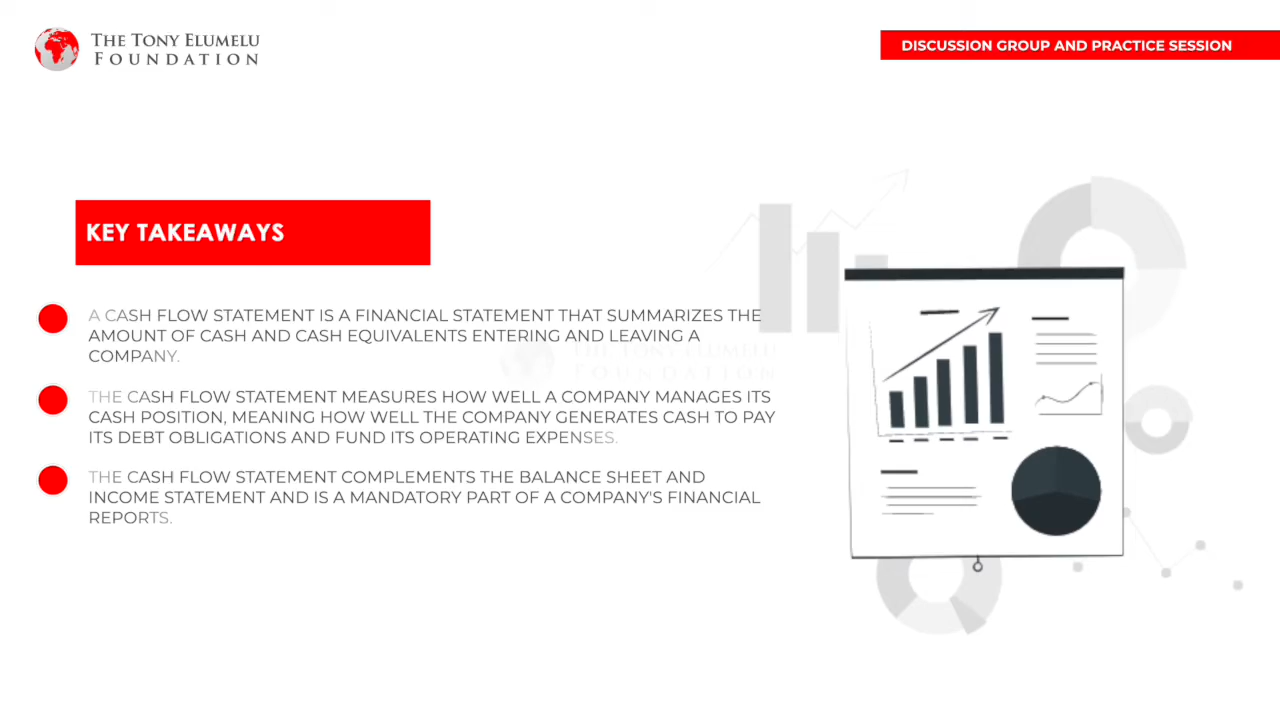 THE TONY ELUMELU
FOUNDATION
DISCUSSION GROUP AND PRACTICE SESSION
KEY TAKEAWAYS
A CASH FLOW STATEMENT IS A FINANCIAL STATEMENT THAT SUMMARIZES THE
AMOUNT OF CASH AND CASH EQUIVALENTS ENTERING AND LEAVING A
COMPANY.
THE TONY ELUMELU
FOUNDATION
THE CASH FLOW STATEMENT MEASURES HOW WELL A COMPANY MANAGES ITS
CASH POSITION, MEANING HOW WELL THE COMPANY GENERATES CASH TO PAY
ITS DEBT OBLIGATIONS AND FUND ITS OPERATING EXPENSES.
THE CASH FLOW STATEMENT COMPLEMENTS THE BALANCE SHEET AND
INCOME STATEMENT AND IS A MANDATORY PART OF A COMPANY'S FINANCIAL
REPORTS.